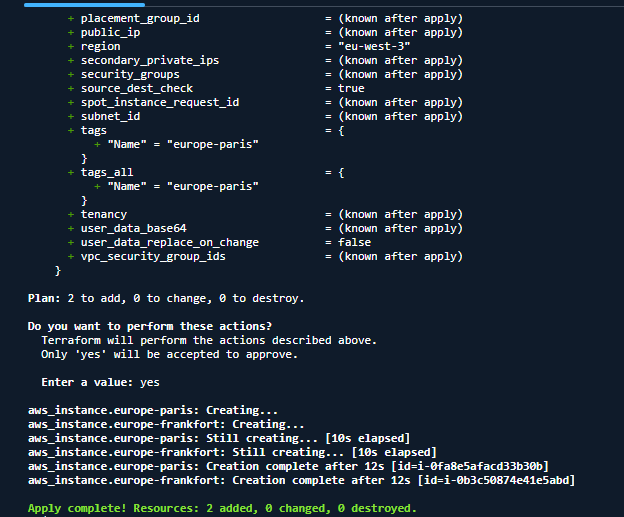 + placement_group_id = (known after apply)
+ public_ip = (known after apply)
+ region = "eu-west-3"
+ secondary_private_ips = (known after apply)
+ security_groups = (known after apply)
+ source_dest_check = true
+ spot_instance_request_id = (known after apply)
+ subnet_id = (known after apply)
+ tags = {
+ "Name" = "europe-paris"
}
+ tags_all = {
+ "Name" = "europe-paris"
}
+ tenancy = (known after apply)
+ user_data_base64 = (known after apply)
+ user_data_replace_on_change = false
+ vpc_security_group_ids = (known after apply)
}
Plan: 2 to add, 0 to change, 0 to destroy.
Do you want to perform these actions?
Terraform will perform the actions described above.
Only 'yes' will be accepted to approve.
Enter a value: yes
aws_instance.europe-paris: Creating...
aws_instance.europe-frankfort: Creating...
aws_instance.europe-paris: Still creating... [10s elapsed]
aws_instance.europe-frankfort: Still creating... [10s elapsed]
aws_instance.europe-paris: Creation complete after 12s [id=i-0fa8e5afacd33b30b]
aws_instance.europe-frankfort: Creation complete after 12s [id=i-0b3c50874e41e5abd]
Apply complete! Resources: 2 added, 0 changed, 0 destroyed.